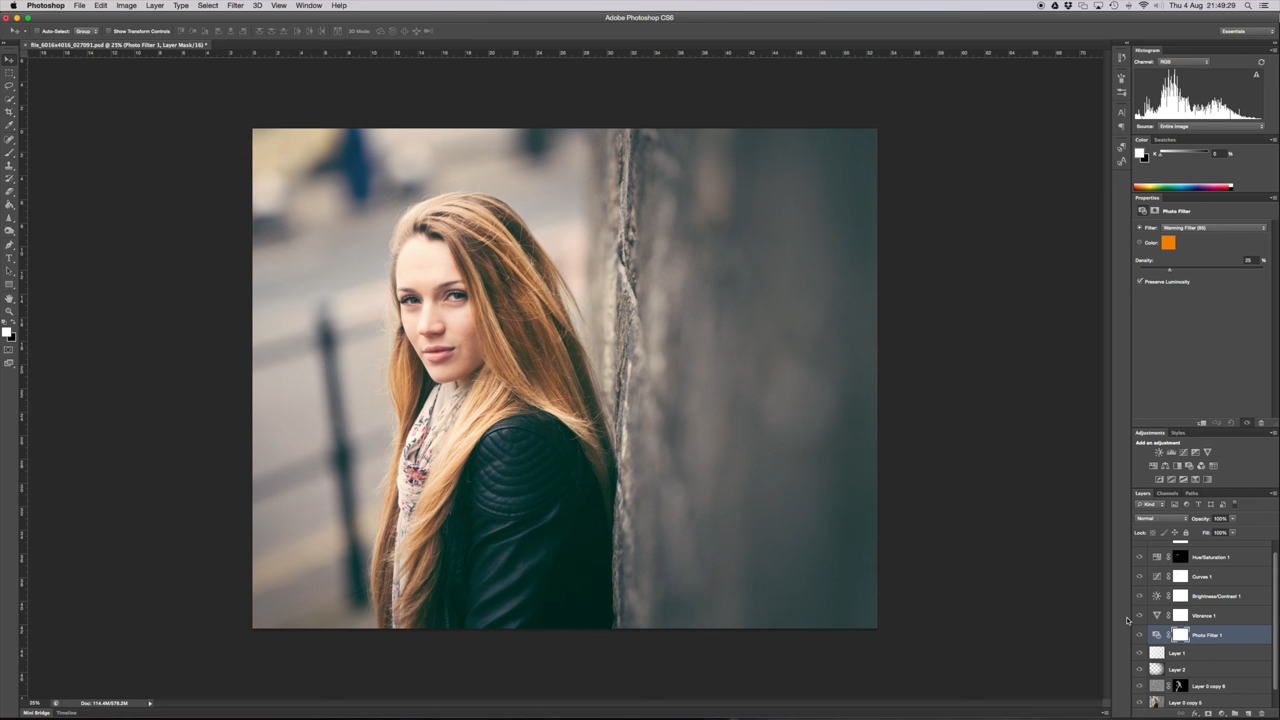 Photoshop File Edit Image Layer Type Select Filter 3D View Window Help
Thu 4 Aug 21:49:29
Adobe Photoshop CS6
Auto-Select: Group Show Transform Controls 3D Mode: Essentials
file_6016x4016_027091.psd @ 25% (Photo Filter 1, Layer Mask/16) *
Histogram
Channel: RGB
Source: Entire Image
Color Swatches
K 0 %
Properties
Photo Filter
Filter: Warming Filter (85)
Color:
Density: 25 %
Preserve Luminosity
Adjustments Styles
Add an adjustment
Layers Channels Paths
Kind
Normal Opacity: 100%
Lock: Fill: 100%
Hue/Saturation 1
Curves 1
Brightness/Contrast 1
Vibrance 1
Photo Filter 1
Layer 1
Layer 2
Layer 0 copy 6
Layer 0 copy 5
25% Doc: 114.4M/578.2M
Mini Bridge Timeline